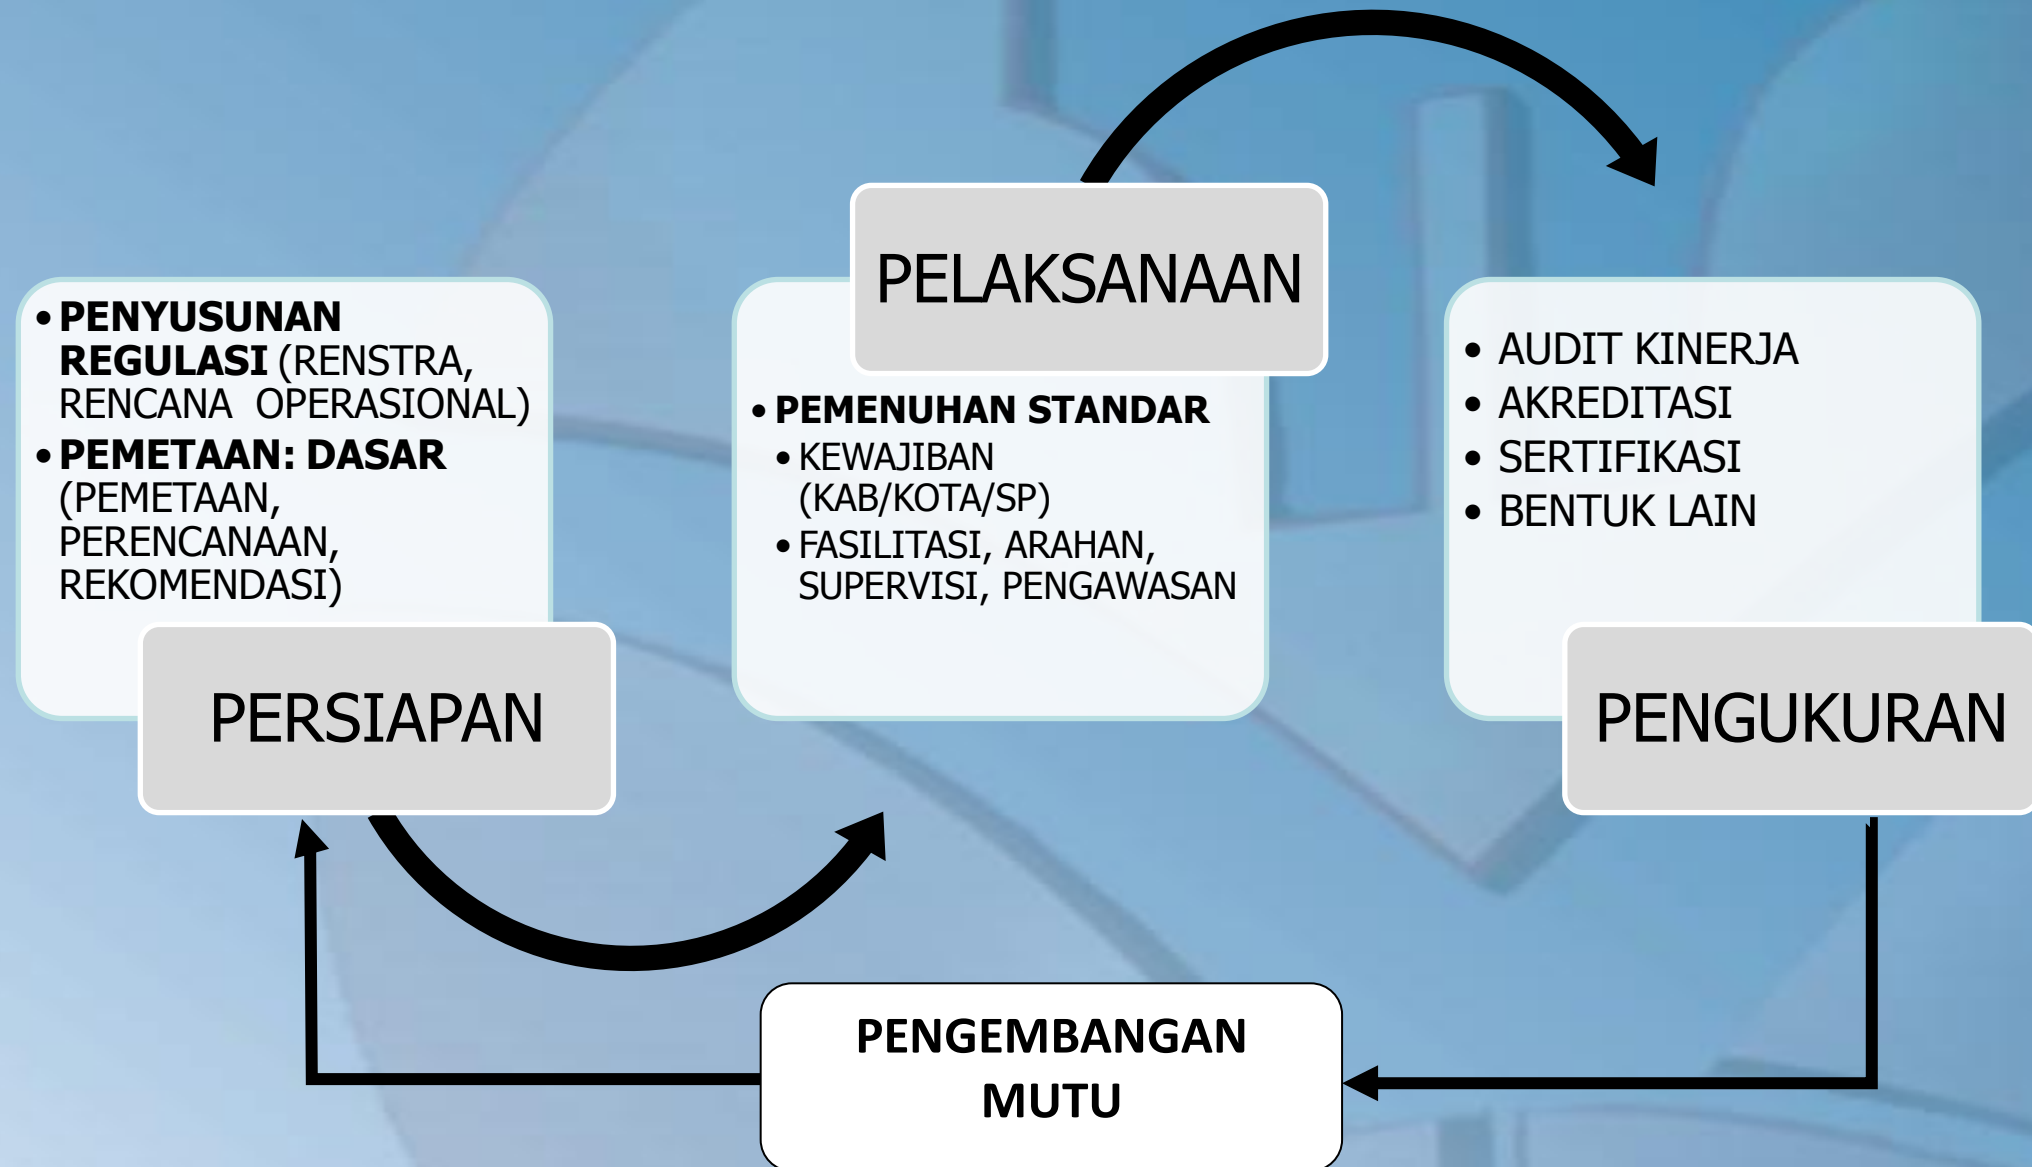 • PENYUSUNAN
REGULASI (RENSTRA,
RENCANA OPERASIONAL)
• PEMETAAN: DASAR
(PEMETAAN,
PERENCANAAN,
REKOMENDASI)
PERSIAPAN
PELAKSANAAN
• PEMENUHAN STANDAR
• KEWAJIBAN
(KAB/KOTA/SP)
• FASILITASI, ARAHAN,
SUPERVISI, PENGAWASAN
• AUDIT KINERJA
• AKREDITASI
• SERTIFIKASI
• BENTUK LAIN
PENGUKURAN
PENGEMBANGAN
MUTU